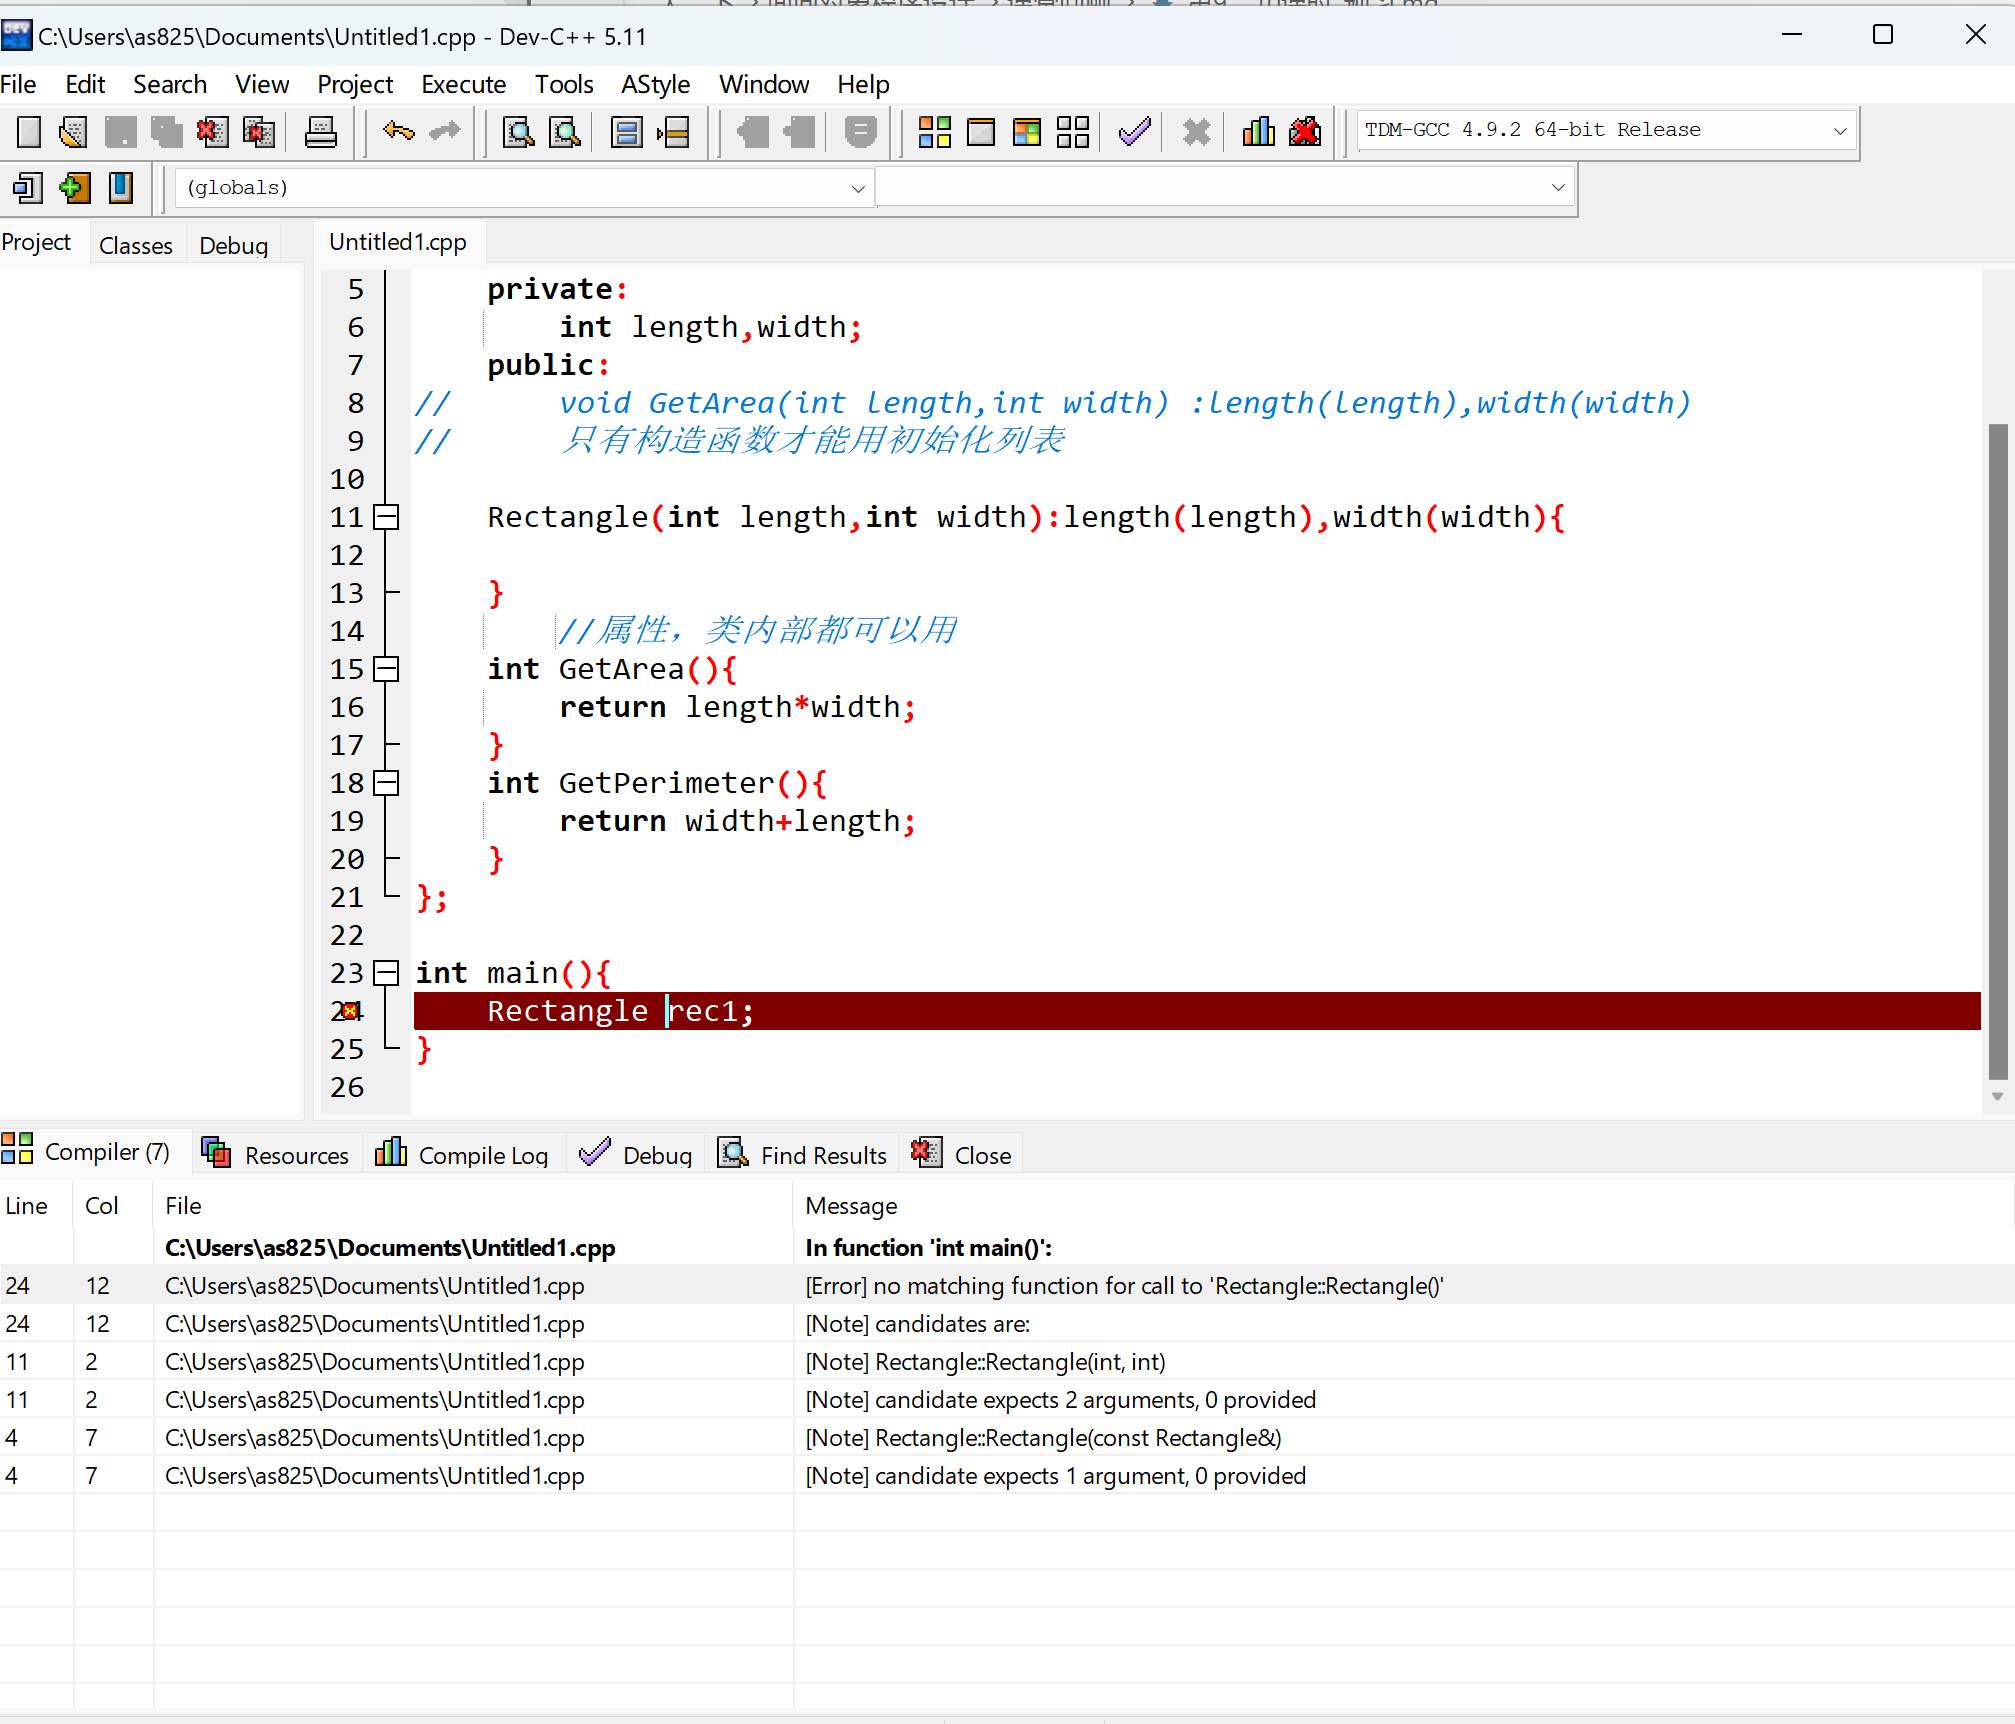 C:\Users\as825\Documents\Untitled1.cpp - Dev-C++ 5.11
File Edit Search View Project Execute Tools AStyle Window Help
TDM-GCC 4.9.2 64-bit Release
(globals)
Project Classes Debug Untitled1.cpp
5 private:
6 int length,width;
7 public:
8 // void GetArea(int length,int width) :length(length),width(width)
9 // 只有构造函数才能用初始化列表
10
11 Rectangle(int length,int width):length(length),width(width){
12
13 }
14 //属性，类内部都可以用
15 int GetArea(){
16 return length*width;
17 }
18 int GetPerimeter(){
19 return width+length;
20 }
21 };
22
23 int main(){
24 Rectangle rec1;
25 }
26
Compiler (7) Resources Compile Log Debug Find Results Close
Line Col File Message
C:\Users\as825\Documents\Untitled1.cpp In function 'int main()':
24 12 C:\Users\as825\Documents\Untitled1.cpp [Error] no matching function for call to 'Rectangle::Rectangle()'
24 12 C:\Users\as825\Documents\Untitled1.cpp [Note] candidates are:
11 2 C:\Users\as825\Documents\Untitled1.cpp [Note] Rectangle::Rectangle(int, int)
11 2 C:\Users\as825\Documents\Untitled1.cpp [Note] candidate expects 2 arguments, 0 provided
4 7 C:\Users\as825\Documents\Untitled1.cpp [Note] Rectangle::Rectangle(const Rectangle&)
4 7 C:\Users\as825\Documents\Untitled1.cpp [Note] candidate expects 1 argument, 0 provided